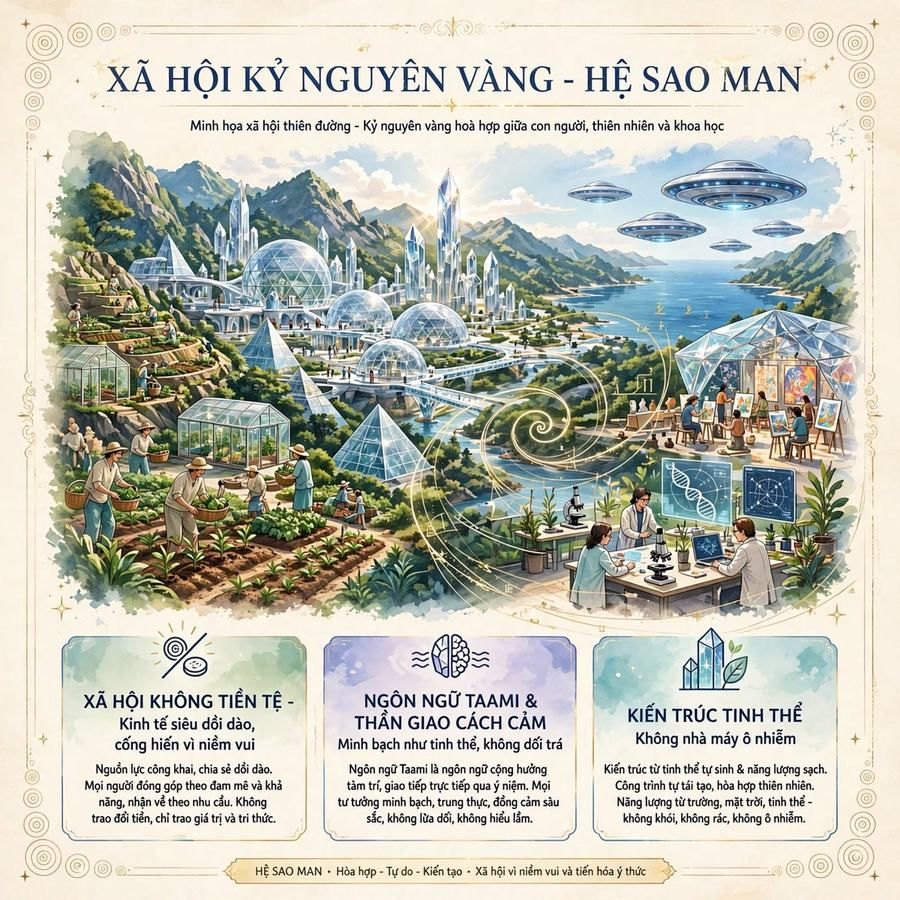 XÃ HỘI KỶ NGUYÊN VÀNG - HỆ SAO MAN
Minh họa xã hội thiên đường - Kỷ nguyên vàng hoà hợp giữa con người, thiên nhiên và khoa học
XÃ HỘI KHÔNG TIỀN TỆ -
Kinh tế siêu dồi dào,
cống hiến vì niềm vui
Nguồn lực công khai, chia sẻ dồi dào.
Mọi người đóng góp theo đam mê và khả
năng, nhận về theo nhu cầu. Không
trao đổi tiền, chỉ trao giá trị và tri thức.
NGÔN NGỮ TAAMI &
THẦN GIAO CÁCH CẢM
Minh bạch như tinh thể, không dối trá
Ngôn ngữ Taami là ngôn ngữ cộng hưởng
tàm trí, giao tiếp trực tiếp qua ý niệm. Mọi
tư tưởng minh bạch, trung thực, đồng cảm sàu
sắc, không lừa dối, không hiểu lầm.
KIẾN TRÚC TINH THỂ
Không nhà máy ô nhiễm
Kiến trúc từ tinh thể tự sinh & năng lượng sạch.
Công trình tự tái tạo, hòa hợp thiên nhiên.
Năng lượng từ trường, mặt trời, tinh thể -
không khói, không rác, không ô nhiễm.
HỆ SAO MAN • Hòa hợp - Tự do - Kiến tạo • Xã hội vì niềm vui và tiến hóa ý thức